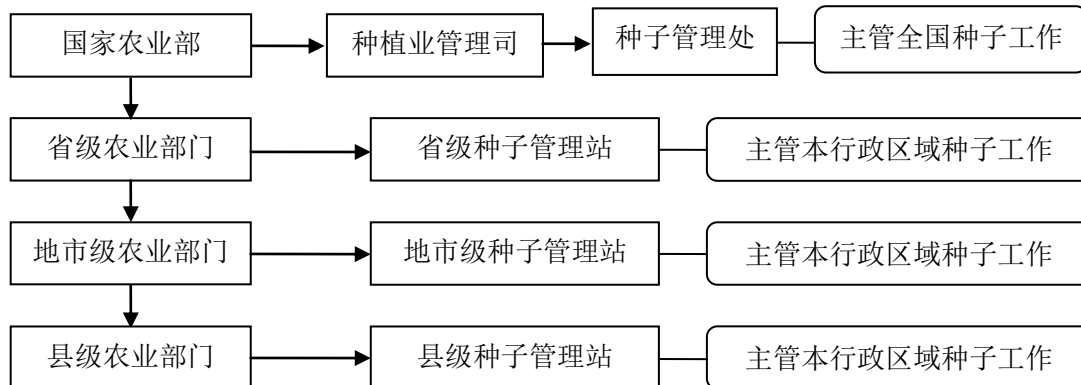 国家农业部
种植业管理司
种子管理处
主管全国种子工作
省级农业部门
省级种子管理站
主管本行政区域种子工作
地市级农业部门
地市级种子管理站
主管本行政区域种子工作
县级农业部门
县级种子管理站
主管本行政区域种子工作